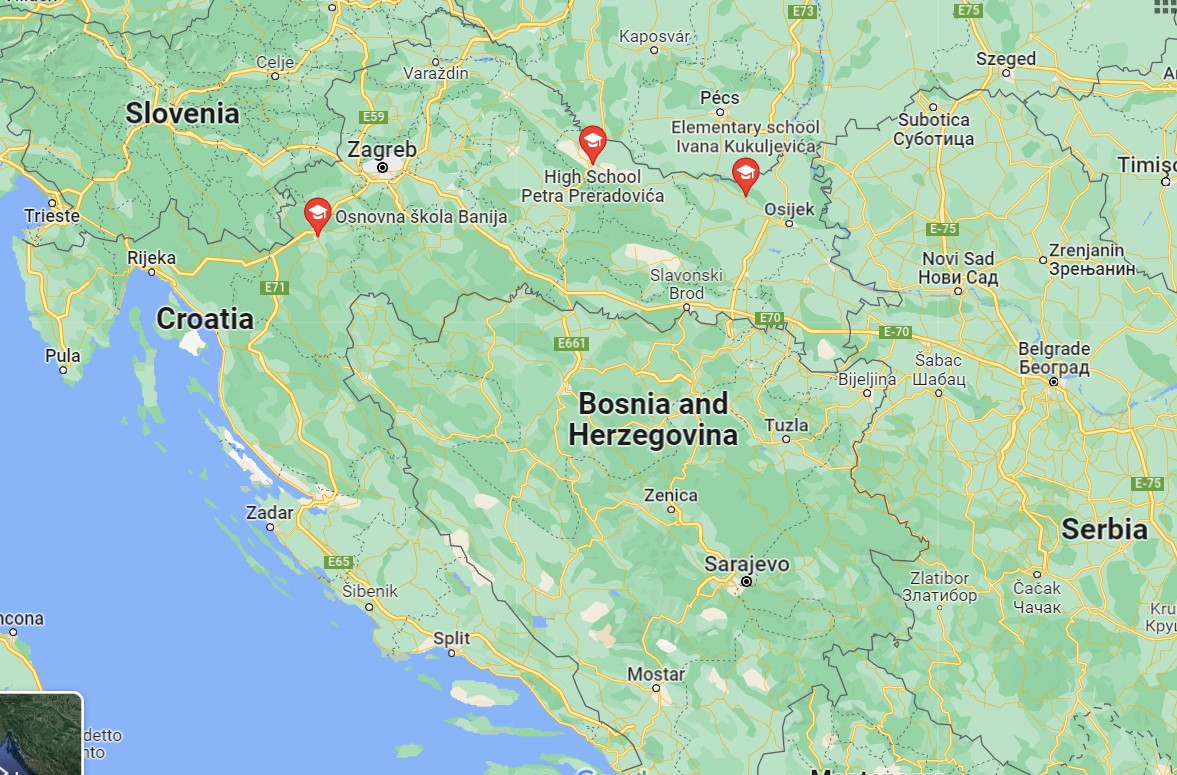 E73
E75
Kaposvár
Celje
Varaždin
Szeged
Slovenia
E59
Pécs
Subotica
Суботица
Elementary school
Ivana Kukuljevića
Zagreb
High School
Petra Preradovića
Trieste
Osnovna škola Banija
Osijek
E-75
Rijeka
Novi Sad
Нови Сад
Zrenjanin
Зрењанин
E71
Slavonski
Brod
Croatia
E70
E-70
E661
Pula
Šabac
Шабац
Belgrade
Београд
Bijeljina
Bosnia and
Herzegovina
Tuzla
E-75
Zenica
Zadar
Serbia
E65
Sarajevo
Šibenik
Zlatibor
Златибор
Čačak
Чачак
Split
Mostar